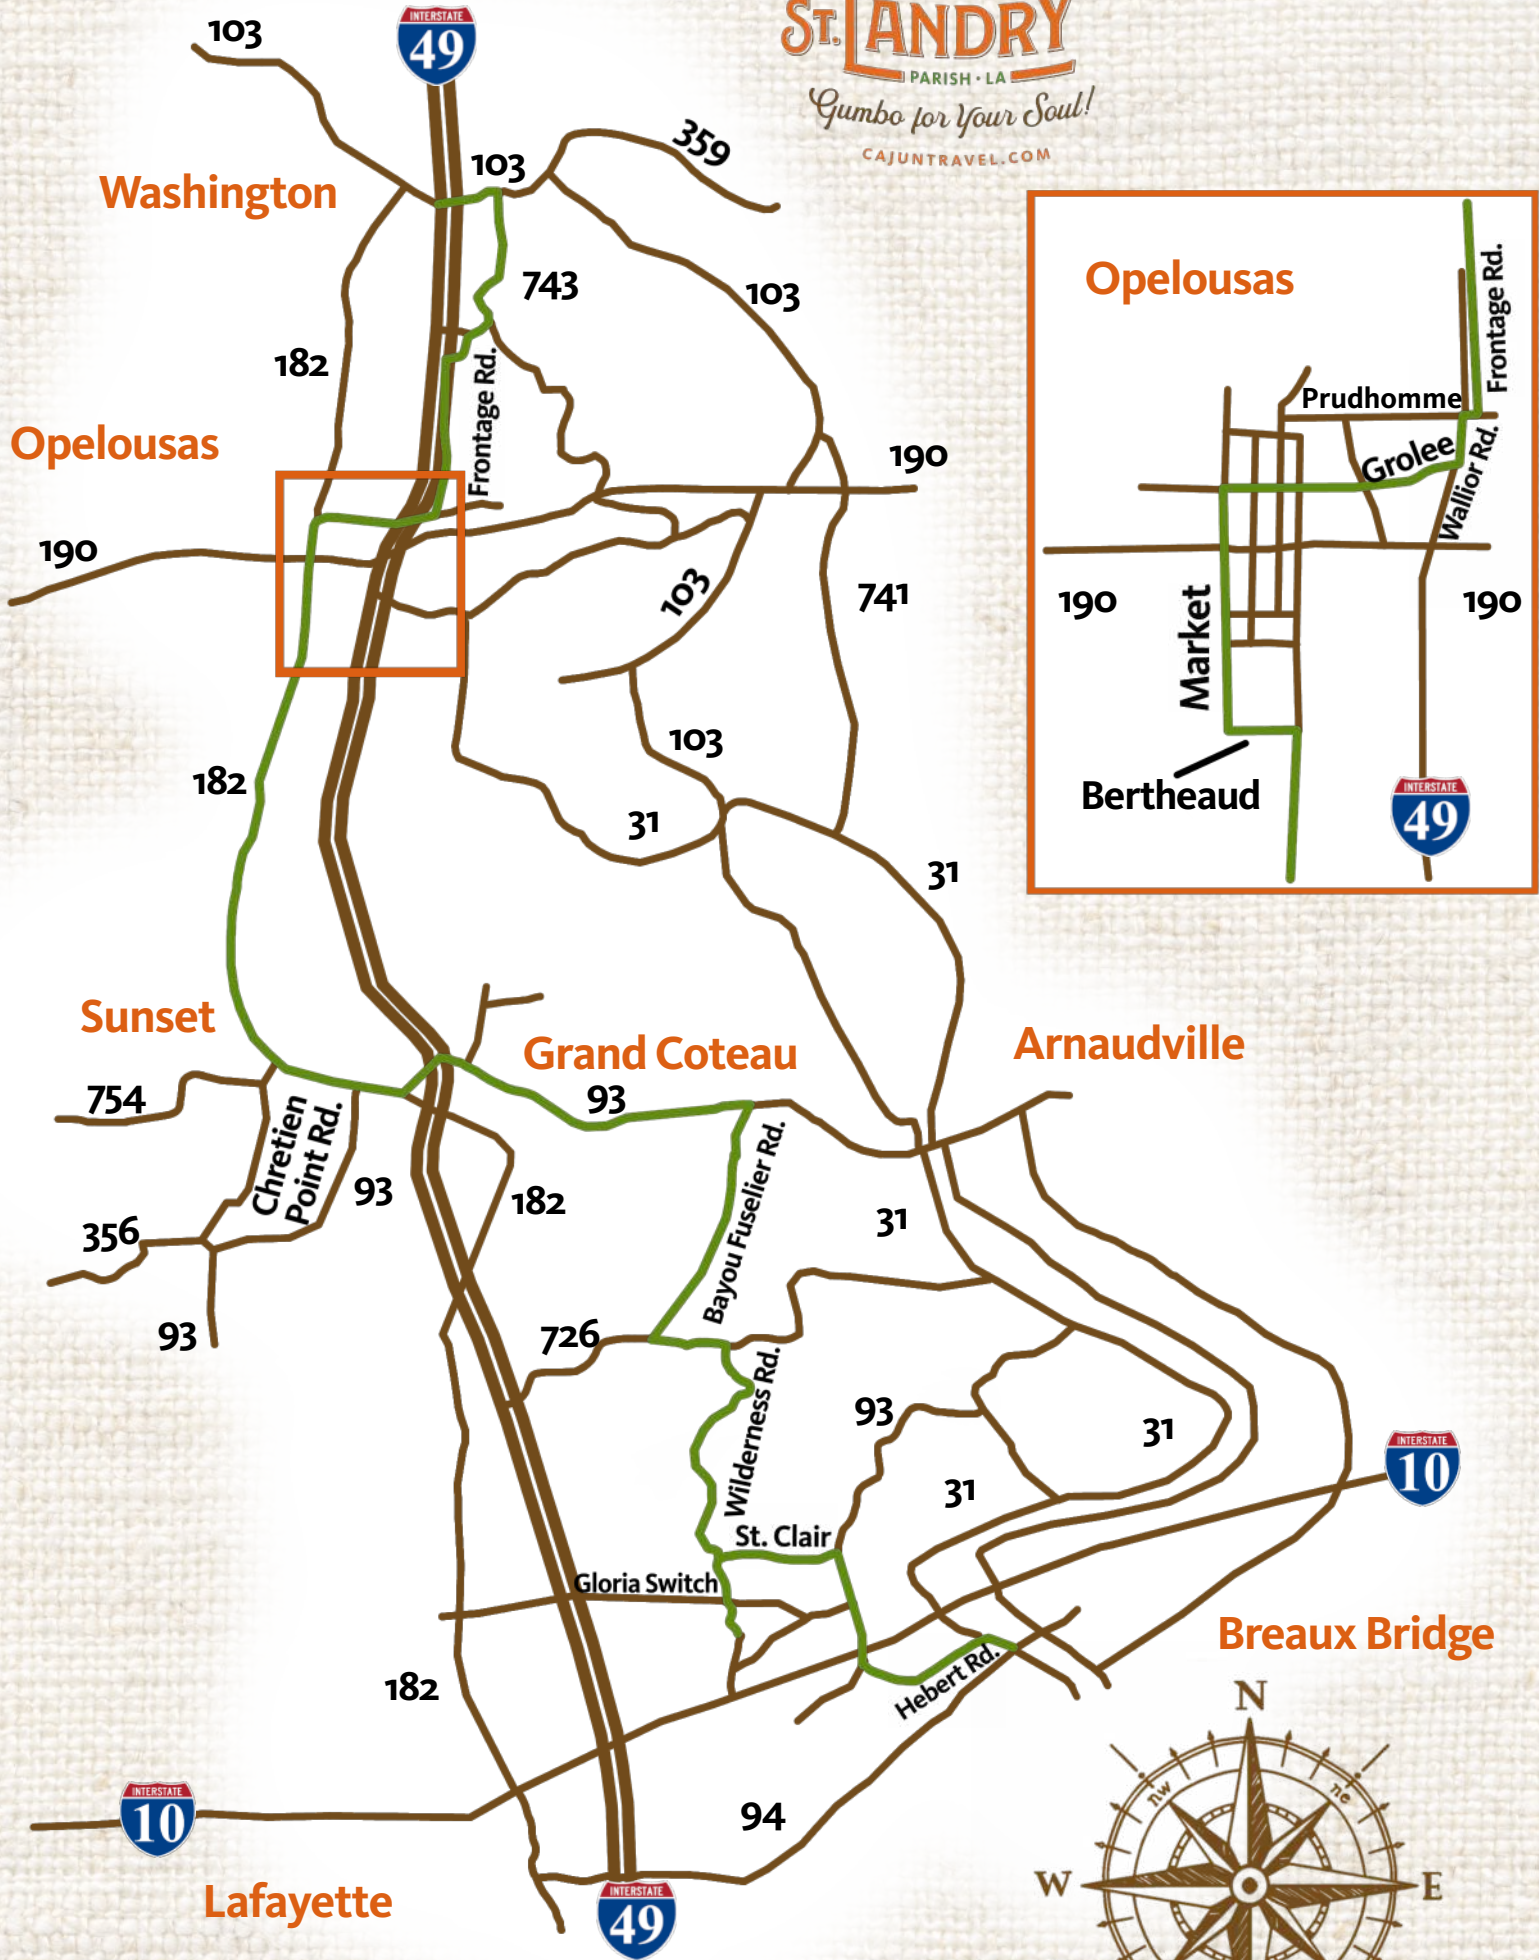 ST. LANDRY
PARISH · LA
Gumbo for Your Soul!
CAJUNTRAVEL.COM
103
INTERSTATE
49
103
359
Washington
743
103
182
Frontage Rd.
Opelousas
190
190
103
741
182
103
31
31
Sunset
Grand Coteau
Arnaudville
754
93
Chretien
Point Rd.
93
182
Bayou Fuselier Rd.
31
356
93
726
Wilderness Rd.
93
31
31
INTERSTATE
10
St. Clair
Gloria Switch
Breaux Bridge
Hebert Rd.
182
94
INTERSTATE
10
Lafayette
INTERSTATE
49
Opelousas
Frontage Rd.
Prudhomme
Grolee
Wallior Rd.
190
190
Market
Bertheaud
INTERSTATE
49
N
nw
ne
W
E